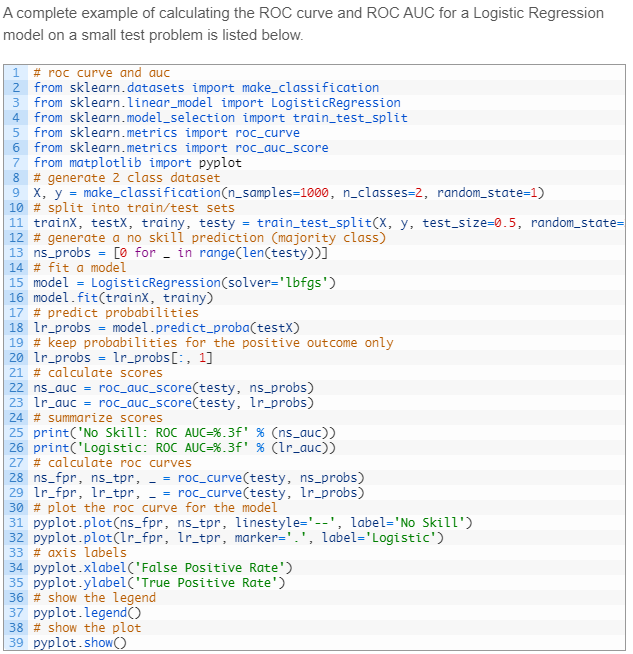 A complete example of calculating the ROC curve and ROC AUC for a Logistic Regression
model on a small test problem is listed below.
1 # roc curve and auc
2 from sklearn.datasets import make_classification
3 from sklearn.linear_model import LogisticRegression
4 from sklearn.model_selection import train_test_split
5 from sklearn.metrics import roc_curve
6 from sklearn.metrics import roc_auc_score
7 from matplotlib import pyplot
8 # generate 2 class dataset
9 X, y = make_classification(n_samples=1000, n_classes=2, random_state=1)
10 # split into train/test sets
11 trainX, testX, trainy, testy = train_test_split(X, y, test_size=0.5, random_state=
12 # generate a no skill prediction (majority class)
13 ns_probs = [0 for _ in range(len(testy))]
14 # fit a model
15 model = LogisticRegression(solver='lbfgs')
16 model.fit(trainX, trainy)
17 # predict probabilities
18 lr_probs = model.predict_proba(testX)
19 # keep probabilities for the positive outcome only
20 lr_probs = lr_probs[:, 1]
21 # calculate scores
22 ns_auc = roc_auc_score(testy, ns_probs)
23 lr_auc = roc_auc_score(testy, lr_probs)
24 # summarize scores
25 print('No Skill: ROC AUC=%.3f' % (ns_auc))
26 print('Logistic: ROC AUC=%.3f' % (lr_auc))
27 # calculate roc curves
28 ns_fpr, ns_tpr, _ = roc_curve(testy, ns_probs)
29 lr_fpr, lr_tpr, _ = roc_curve(testy, lr_probs)
30 # plot the roc curve for the model
31 pyplot.plot(ns_fpr, ns_tpr, linestyle='--', label='No Skill')
32 pyplot.plot(lr_fpr, lr_tpr, marker='.', label='Logistic')
33 # axis labels
34 pyplot.xlabel('False Positive Rate')
35 pyplot.ylabel('True Positive Rate')
36 # show the legend
37 pyplot.legend()
38 # show the plot
39 pyplot.show()